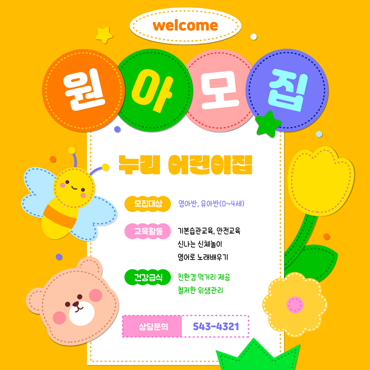 welcome
원아모집
누리 어린이집
모집대상 영아반, 유아반(0~4세)
교육활동 기본습관교육, 안전교육
신나는 신체놀이
영어로 노래배우기
건강급식 친환경 먹거리 제공
철저한 위생관리
상담문의 543-4321